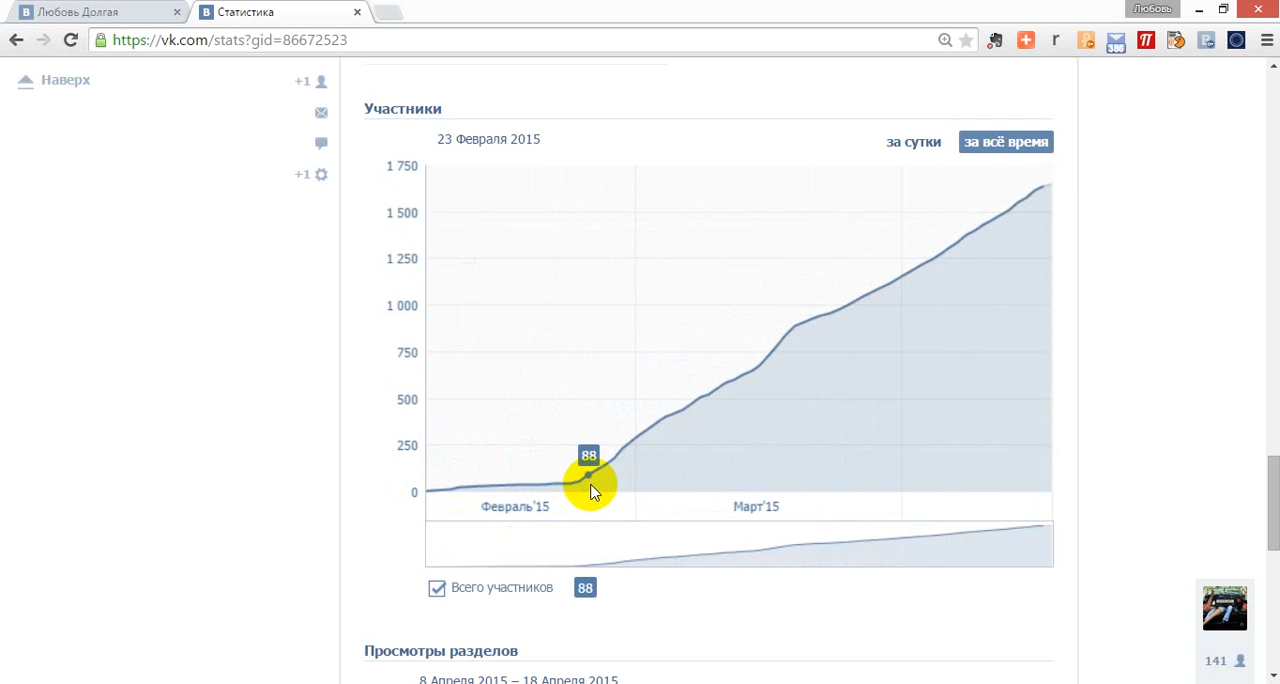 Любовь Долгая
Статистика
Любовь
https://vk.com/stats?gid=86672523
386
Наверх
+1
+1
Участники
23 Февраля 2015
за сутки
за всё время
1 750
1 500
1 250
1 000
750
500
250
0
88
Февраль'15
Март'15
Всего участников
88
Просмотры разделов
8 Апреля 2015 – 18 Апреля 2015
141